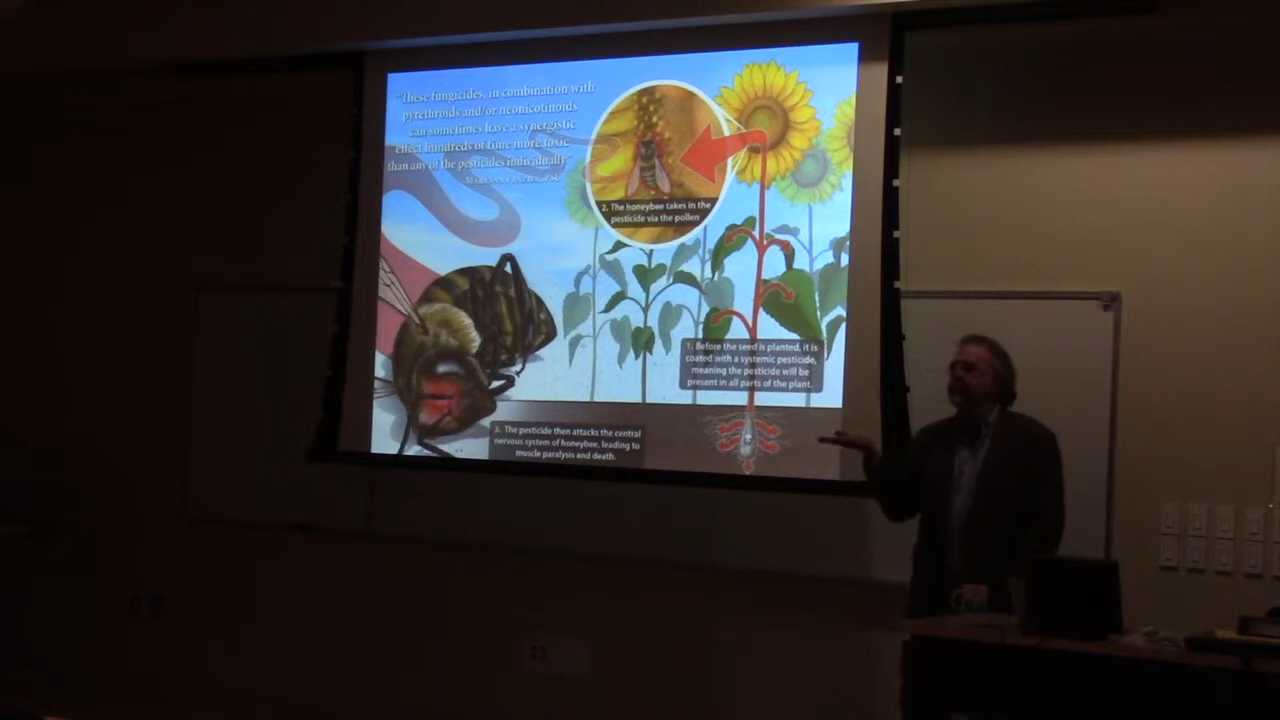 "These fungicides, in combination with
pyrethroids and/or neonicotinoids
can sometimes have a synergistic
effect hundreds of time more toxic
than any of the pesticides individually."
PSU
2. The honeybee takes in the
pesticide via the pollen
1. Before the seed is planted, it is
coated with a systemic pesticide,
meaning the pesticide will be
present in all parts of the plant.
3. The pesticide then attacks the central
nervous system of honeybee, leading to
muscle paralysis and death.